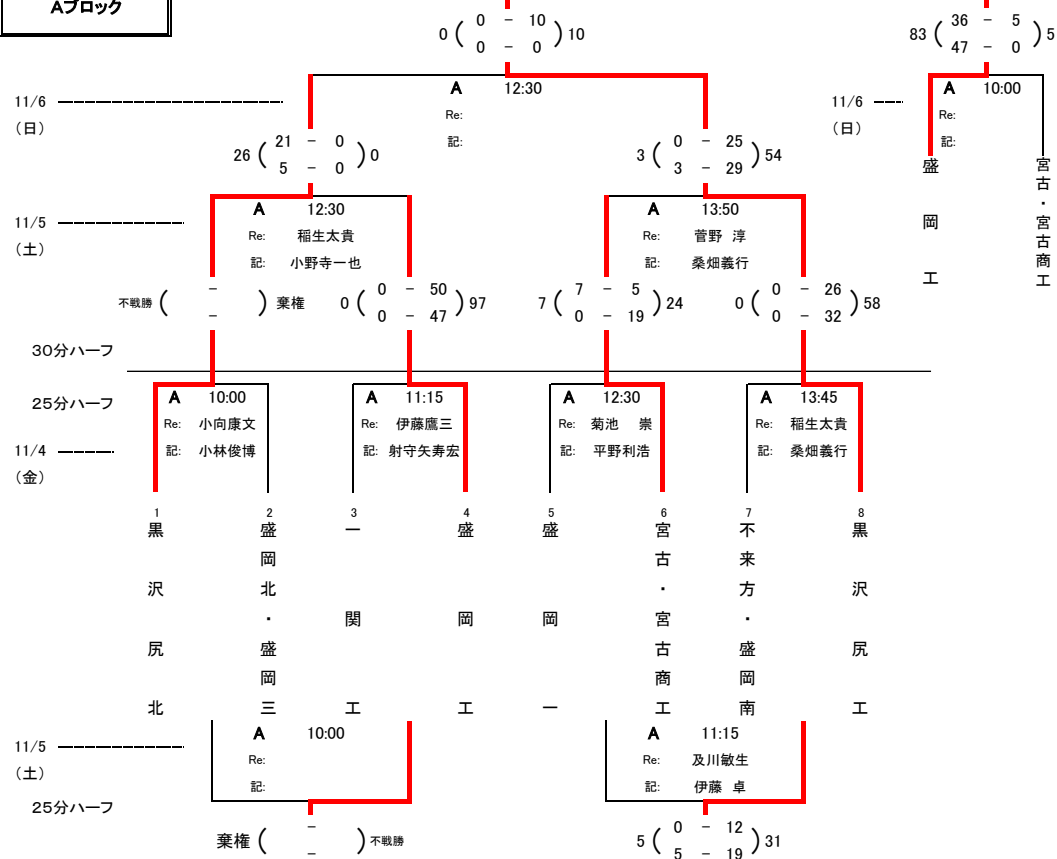 Aブロック
0 ( 0 - 10 ) 10
0 - 0
83 ( 36 - 5 ) 5
47 - 0
11/6
(日)
A 12:30
Re:
記:
11/6
(日)
A 10:00
Re:
記:
盛岡工
宮古・宮古商工
26 ( 21 - 0 ) 0
5 - 0
3 ( 0 - 25 ) 54
3 - 29
11/5
(土)
A 12:30
Re: 稲生太貴
記: 小野寺一也
A 13:50
Re: 菅野 淳
記: 桑畑義行
不戦勝 ( - ) 棄権
-
0 ( 0 - 50 ) 97
0 - 47
7 ( 7 - 5 ) 24
0 - 19
0 ( 0 - 26 ) 58
0 - 32
30分ハーフ
25分ハーフ
11/4
(金)
A 10:00
Re: 小向康文
記: 小林俊博
A 11:15
Re: 伊藤鷹三
記: 射守矢寿宏
A 12:30
Re: 菊池 崇
記: 平野利浩
A 13:45
Re: 稲生太貴
記: 桑畑義行
1
黒沢尻北
2
盛岡北・盛岡三
3
一関工
4
盛岡工
5
盛岡一
6
宮古・宮古商工
7
不来方・盛岡南
8
黒沢尻工
11/5
(土)
25分ハーフ
A 10:00
Re:
記:
A 11:15
Re: 及川敏生
記: 伊藤 卓
棄権 ( - ) 不戦勝
-
5 ( 0 - 12 ) 31
5 - 19